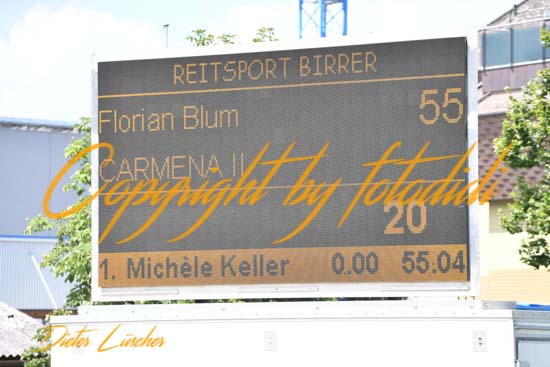 REITSPORT BIRRER
Florian Blum 55
CARMENA II
Copyright by fotodidi
20
1. Michèle Keller 0.00 55.04
Dieter Lüscher